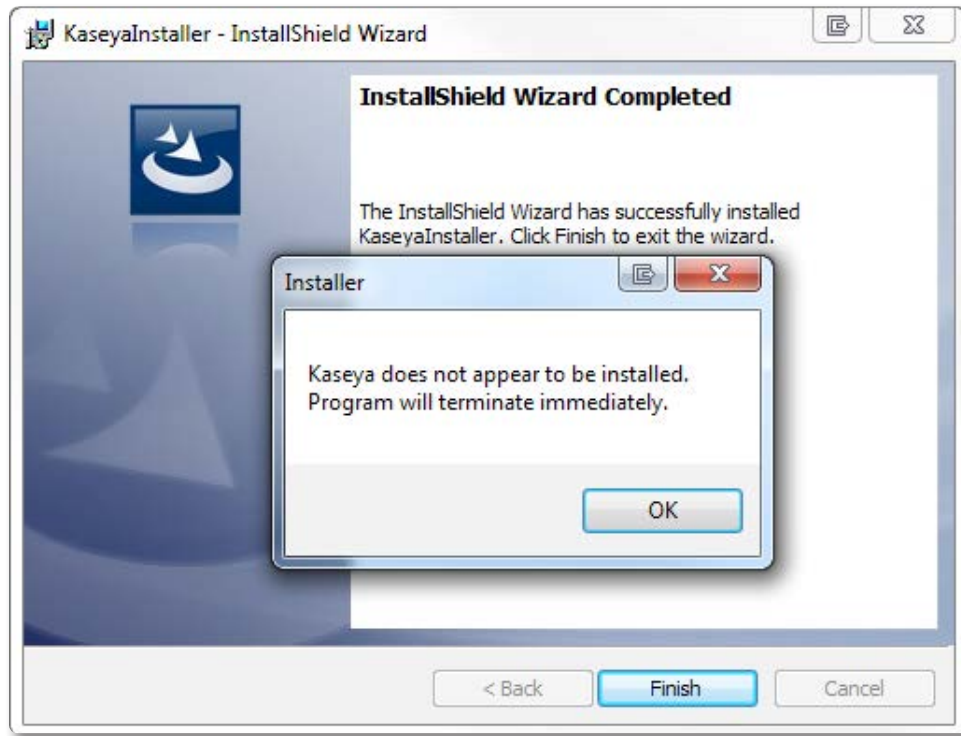 KaseyaInstaller - InstallShield Wizard
InstallShield Wizard Completed
The InstallShield Wizard has successfully installed
KaseyaInstaller. Click Finish to exit the wizard.
Installer
Kaseya does not appear to be installed.
Program will terminate immediately.
OK
< Back Finish Cancel